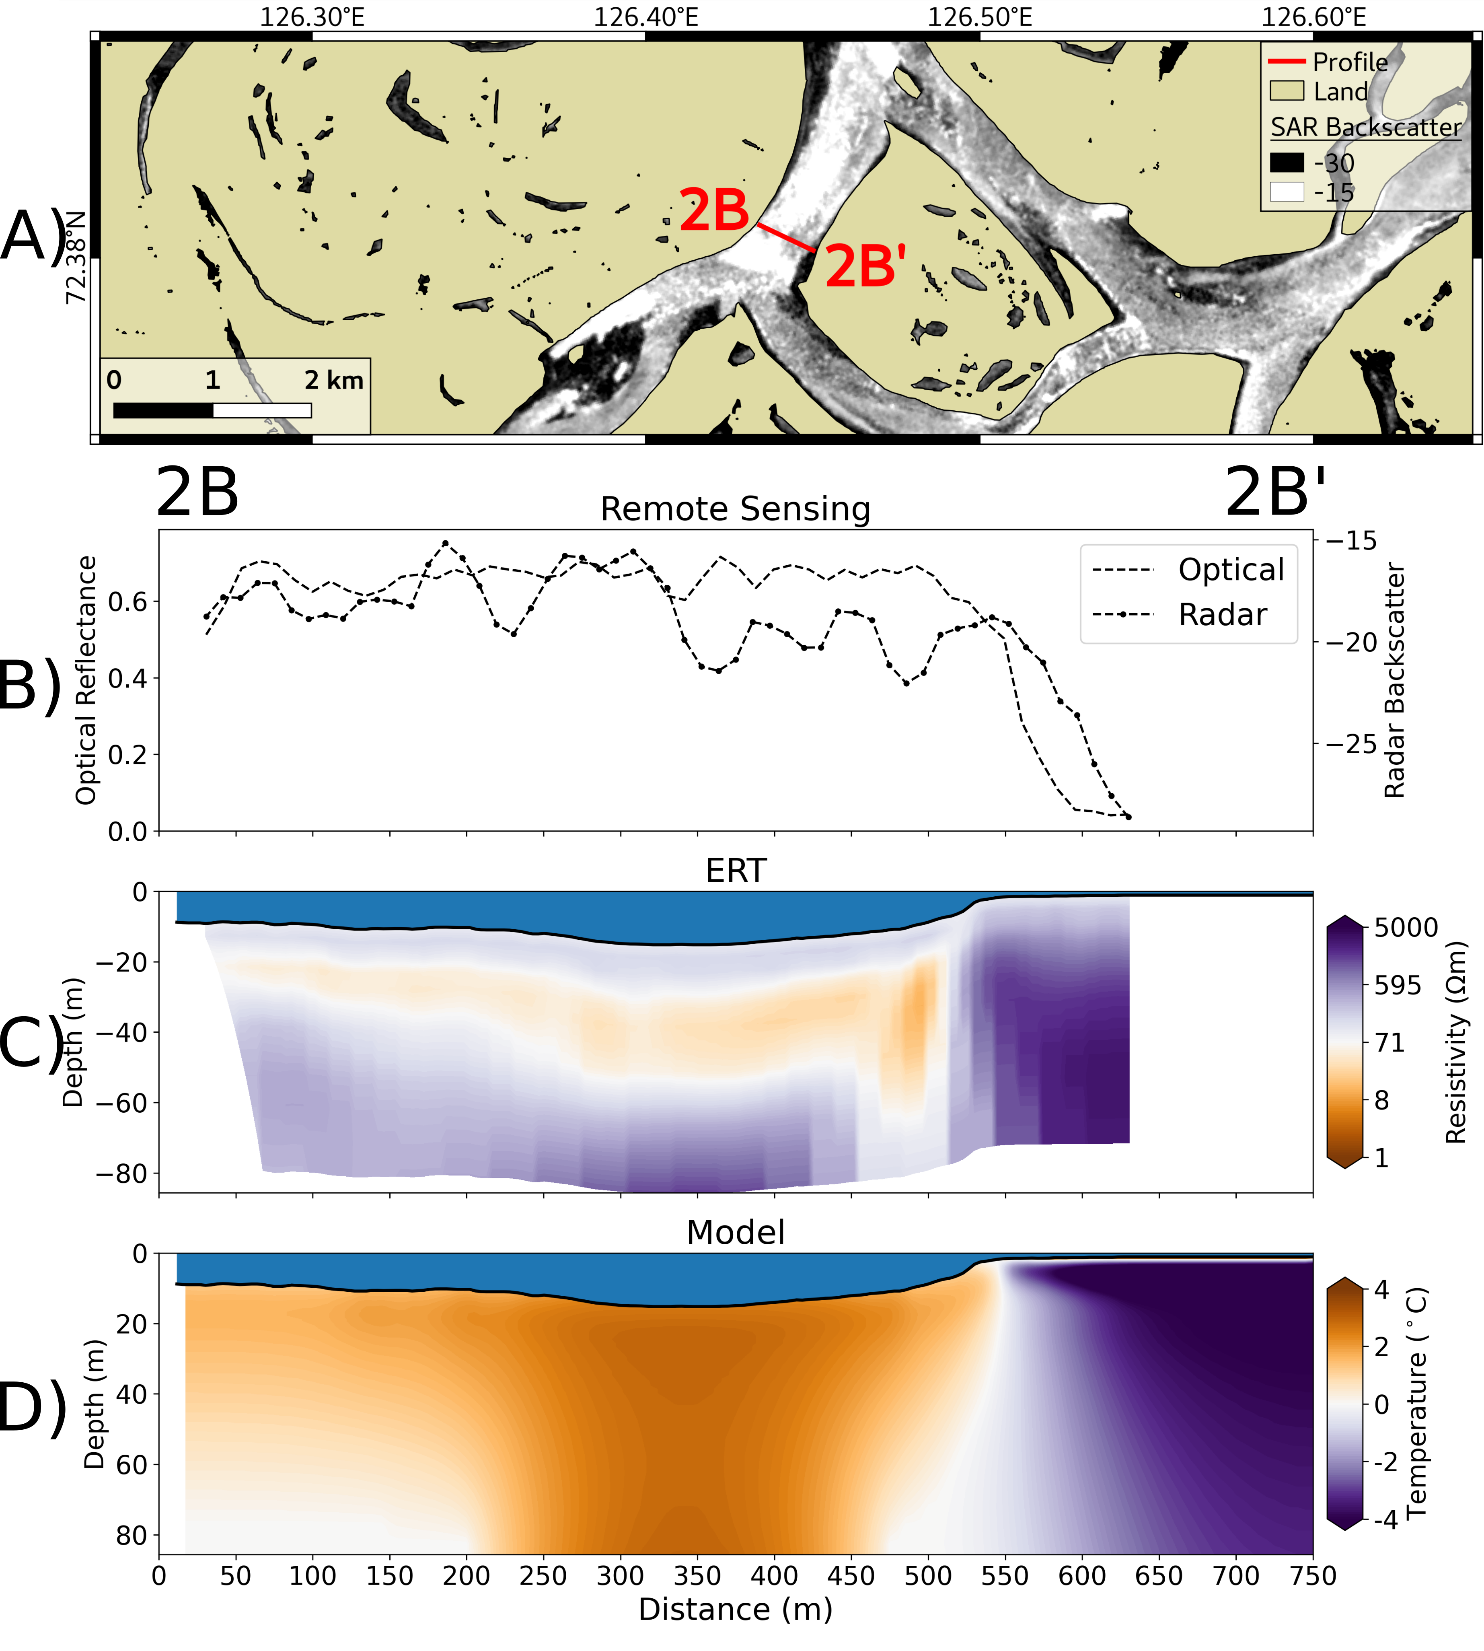 126.30°E 126.40°E 126.50°E 126.60°E
A)
72.38°N
Profile
Land
SAR Backscatter
-30
-15
2B
2B'
0 1 2 km
2B 2B'
Remote Sensing
B)
Optical Reflectance
0.6
0.4
0.2
0.0
Optical
Radar
−15
−20
−25
Radar Backscatter
ERT
C)
Depth (m)
0
−20
−40
−60
−80
5000
595
71
8
1
Resistivity (Ωm)
Model
D)
Depth (m)
0
20
40
60
80
4
2
0
-2
-4
Temperature (°C)
0 50 100 150 200 250 300 350 400 450 500 550 600 650 700 750
Distance (m)